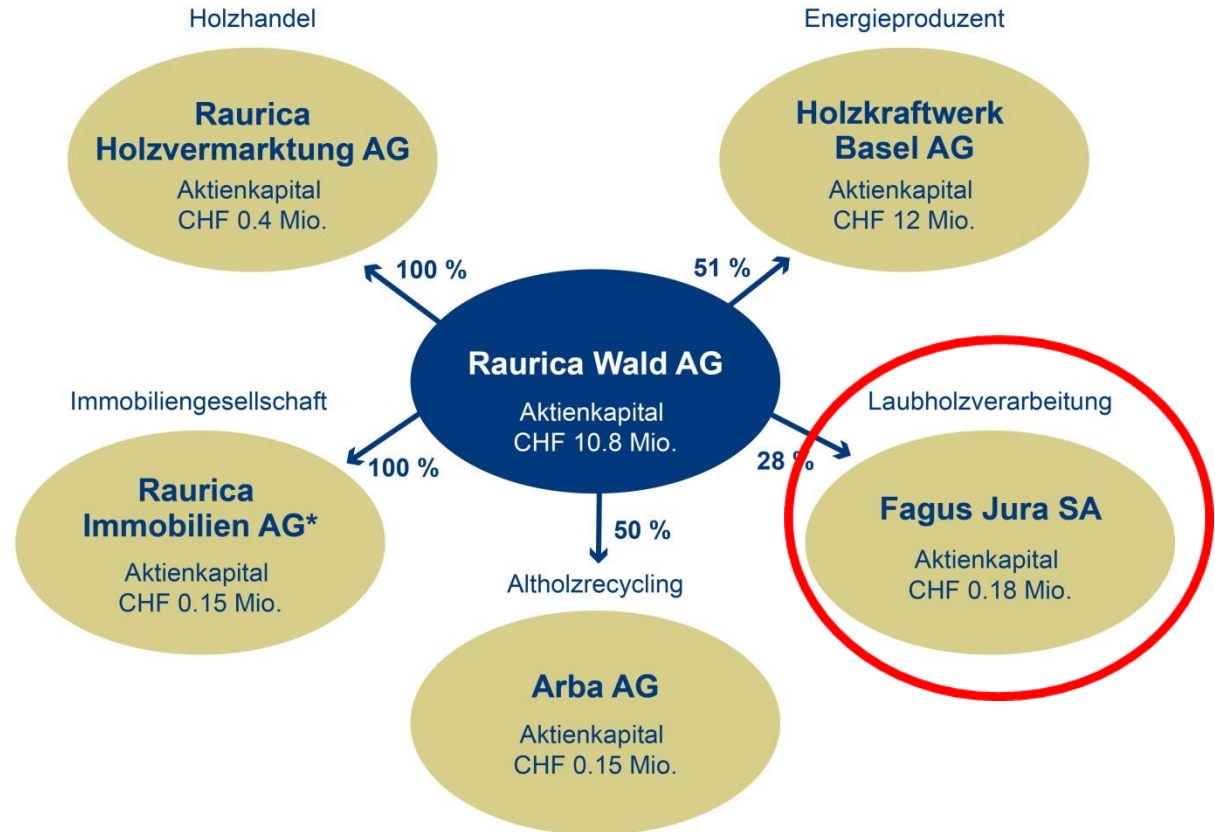 Holzhandel
Raurica
Holzvermarktung AG
Aktienkapital
CHF 0.4 Mio.
100 %
Energieproduzent
Holzkraftwerk
Basel AG
Aktienkapital
CHF 12 Mio.
51 %
Raurica Wald AG
Aktienkapital
CHF 10.8 Mio.
Immobiliengesellschaft
Raurica
Immobilien AG*
Aktienkapital
CHF 0.15 Mio.
100 %
Laubholzverarbeitung
28 %
Fagus Jura SA
Aktienkapital
CHF 0.18 Mio.
50 %
Altholzrecycling
Arba AG
Aktienkapital
CHF 0.15 Mio.